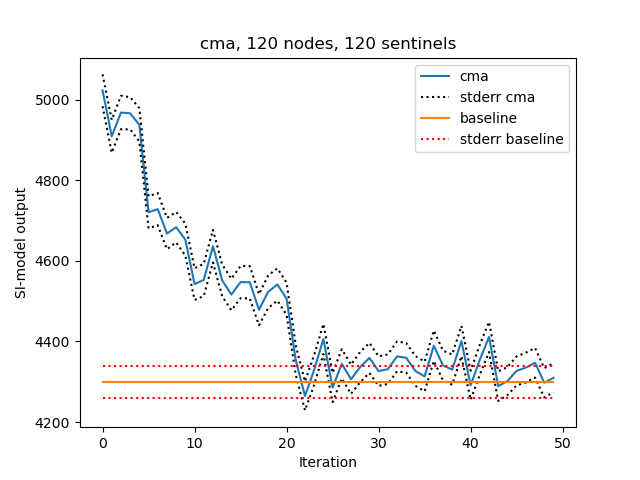 cma, 120 nodes, 120 sentinels
cma
stderr cma
baseline
stderr baseline
SI-model output
5000
4800
4600
4400
4200
0 10 20 30 40 50
Iteration